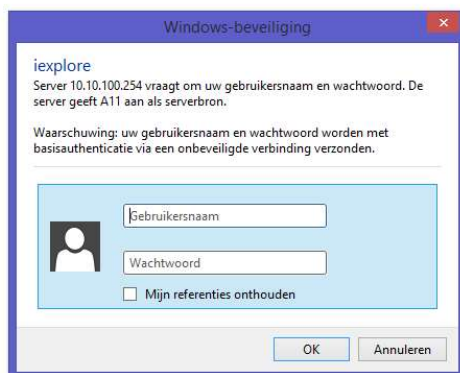 Windows-beveiliging
iexplore
Server 10.10.100.254 vraagt om uw gebruikersnaam en wachtwoord. De
server geeft A11 aan als serverbron.
Waarschuwing: uw gebruikersnaam en wachtwoord worden met
basisauthenticatie via een onbeveiligde verbinding verzonden.
Gebruikersnaam
Wachtwoord
Mijn referenties onthouden
OK Annuleren